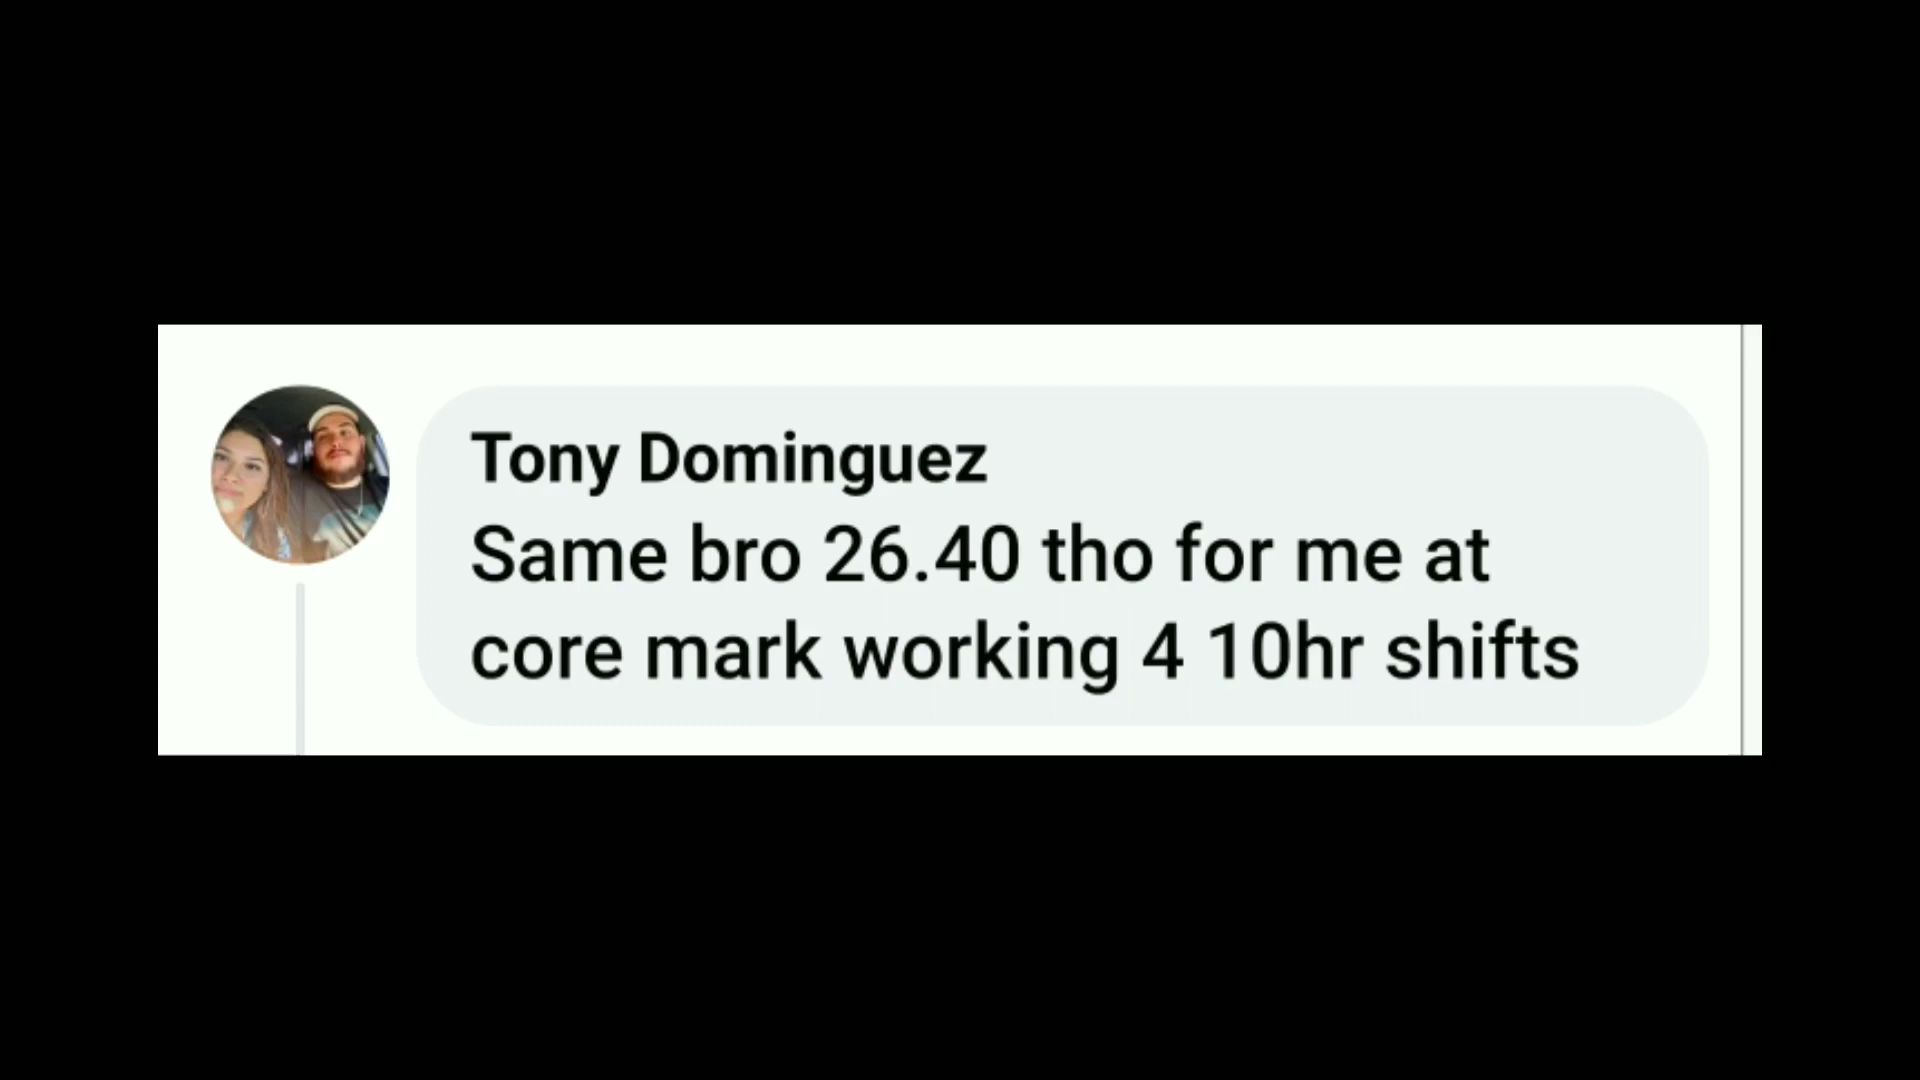 Tony Dominguez
Same bro 26.40 tho for me at
core mark working 4 10hr shifts